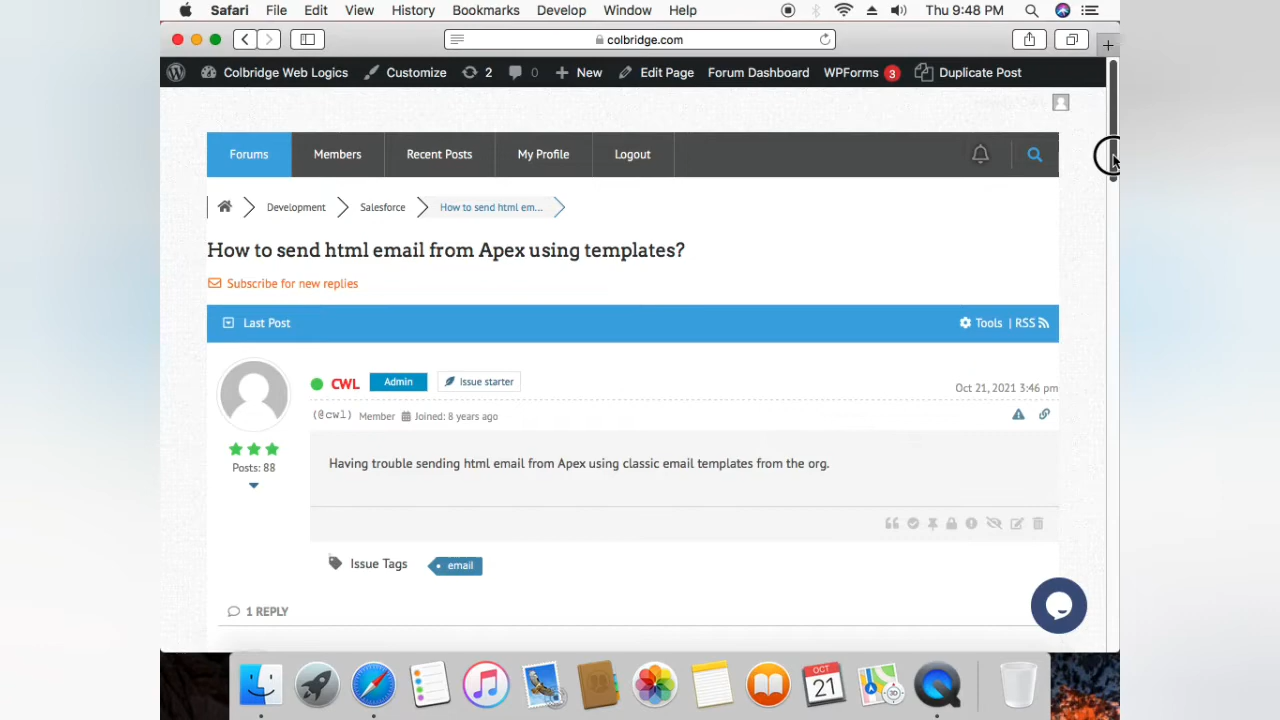 Safari File Edit View History Bookmarks Develop Window Help Thu 9:48 PM
colbridge.com
Colbridge Web Logics Customize 2 0 New Edit Page Forum Dashboard WPForms 3 Duplicate Post
Forums Members Recent Posts My Profile Logout
Development Salesforce How to send html em...
How to send html email from Apex using templates?
Subscribe for new replies
Last Post Tools | RSS
CWL Admin Issue starter
Oct 21, 2021 3:46 pm
(@cwl) Member Joined: 8 years ago
Posts: 88
Having trouble sending html email from Apex using classic email templates from the org.
Issue Tags email
1 REPLY
OCT
21
3D